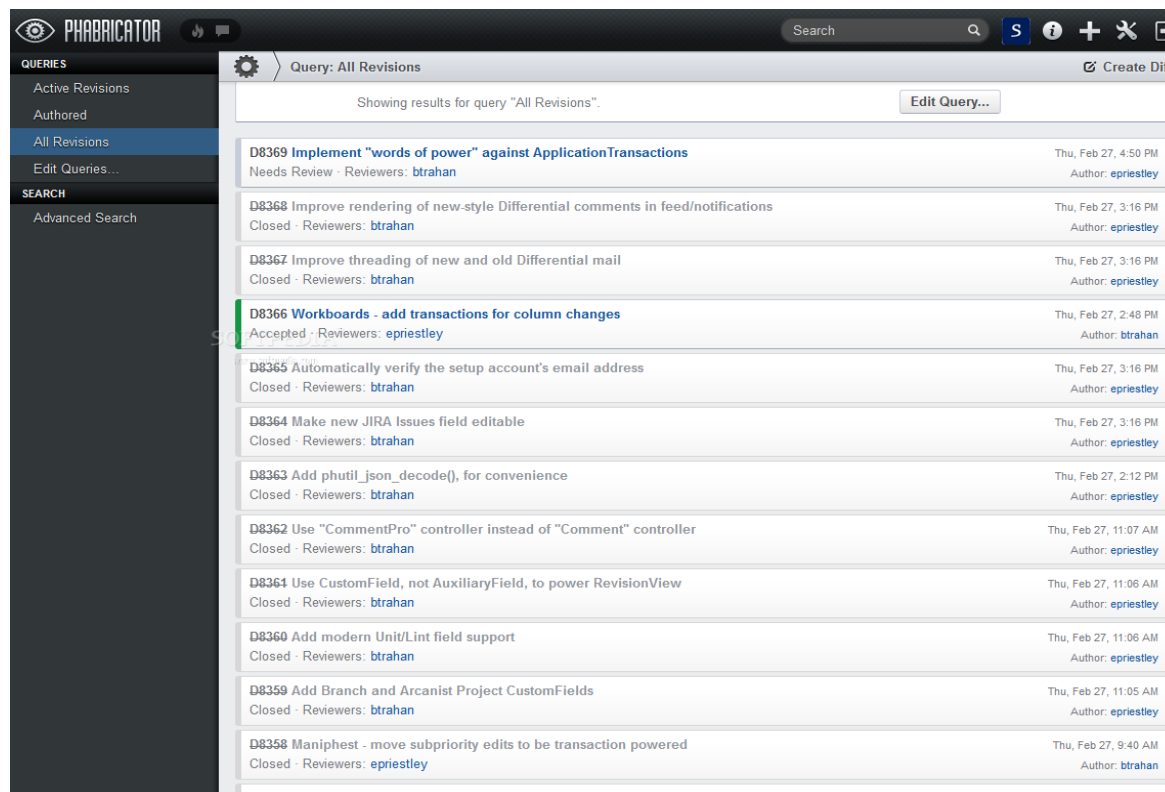 PHABRICATOR
Search
S
QUERIES
Active Revisions
Authored
All Revisions
Edit Queries...
SEARCH
Advanced Search
Query: All Revisions
Create
Showing results for query "All Revisions".
Edit Query...
D8369 Implement "words of power" against ApplicationTransactions
Thu, Feb 27, 4:50 PM
Needs Review · Reviewers: btrahan
Author: epriestley
D8368 Improve rendering of new-style Differential comments in feed/notifications
Thu, Feb 27, 3:16 PM
Closed · Reviewers: btrahan
Author: epriestley
D8367 Improve threading of new and old Differential mail
Thu, Feb 27, 3:16 PM
Closed · Reviewers: btrahan
Author: epriestley
D8366 Workboards - add transactions for column changes
Thu, Feb 27, 2:48 PM
Accepted · Reviewers: epriestley
Author: btrahan
SOFTPEDIA
D8365 Automatically verify the setup account's email address
Thu, Feb 27, 3:16 PM
Closed · Reviewers: btrahan
Author: epriestley
D8364 Make new JIRA Issues field editable
Thu, Feb 27, 3:16 PM
Closed · Reviewers: btrahan
Author: epriestley
D8363 Add phutil_json_decode(), for convenience
Thu, Feb 27, 2:12 PM
Closed · Reviewers: btrahan
Author: epriestley
D8362 Use "CommentPro" controller instead of "Comment" controller
Thu, Feb 27, 11:07 AM
Closed · Reviewers: btrahan
Author: epriestley
D8361 Use CustomField, not AuxiliaryField, to power RevisionView
Thu, Feb 27, 11:06 AM
Closed · Reviewers: btrahan
Author: epriestley
D8360 Add modern Unit/Lint field support
Thu, Feb 27, 11:06 AM
Closed · Reviewers: btrahan
Author: epriestley
D8359 Add Branch and Arcanist Project CustomFields
Thu, Feb 27, 11:05 AM
Closed · Reviewers: btrahan
Author: epriestley
D8358 Maniphest - move subpriority edits to be transaction powered
Thu, Feb 27, 9:40 AM
Closed · Reviewers: epriestley
Author: btrahan